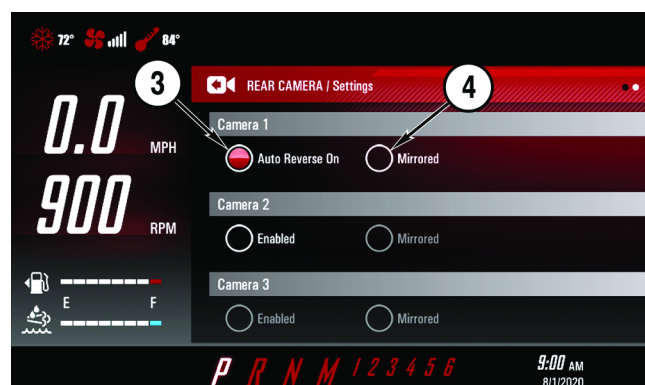 72° 84°
3 4
REAR CAMERA / Settings
Camera 1
0.0 MPH
Auto Reverse On Mirrored
Camera 2
900 RPM
Enabled Mirrored
Camera 3
E F
Enabled Mirrored
P R N M 1 2 3 4 5 6
9:00 AM
8/1/2020